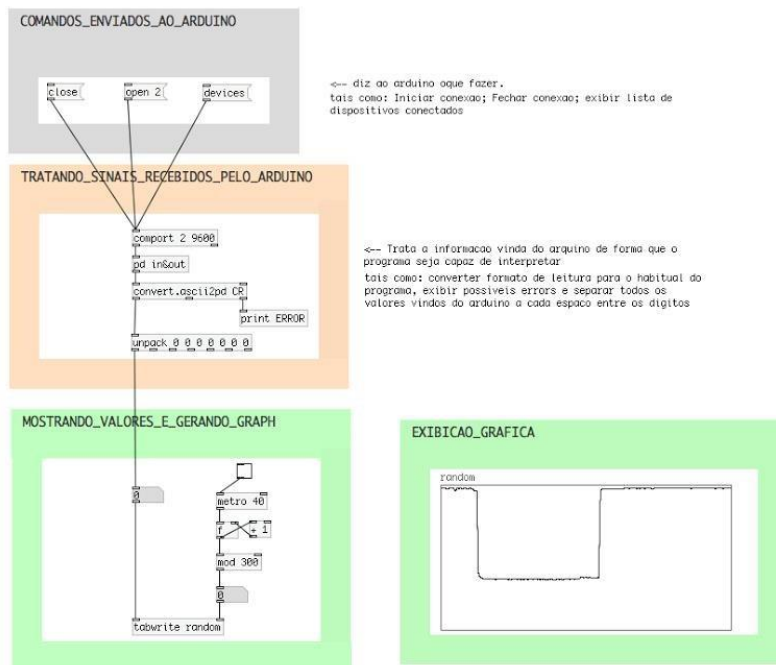 COMANDOS_ENVIADOS_AO_ARDUINO
close
open 2
devices
<-- diz ao arduino oque fazer.
tais como: Iniciar conexao; Fechar conexao; exibir lista de
dispositivos conectados
TRATANDO_SINAIS_RECEBIDOS_PELO_ARDUINO
comport 2 9600
pd in&out
convert.ascii2pd CR
print ERROR
unpack 0 0 0 0 0 0 0
<-- Trata a informacao vinda do arquino de forma que o
programa seja capaz de interpretar
tais como: converter formato de leitura para o habitual do
programa, exibir possiveis errors e separar todos os
valores vindos do arduino a cada espaco entre os digitos
MOSTRANDO_VALORES_E_GERANDO_GRAPH
0
metro 40
f
+ 1
mod 300
0
tabwrite random
EXIBICAO_GRAFICA
random